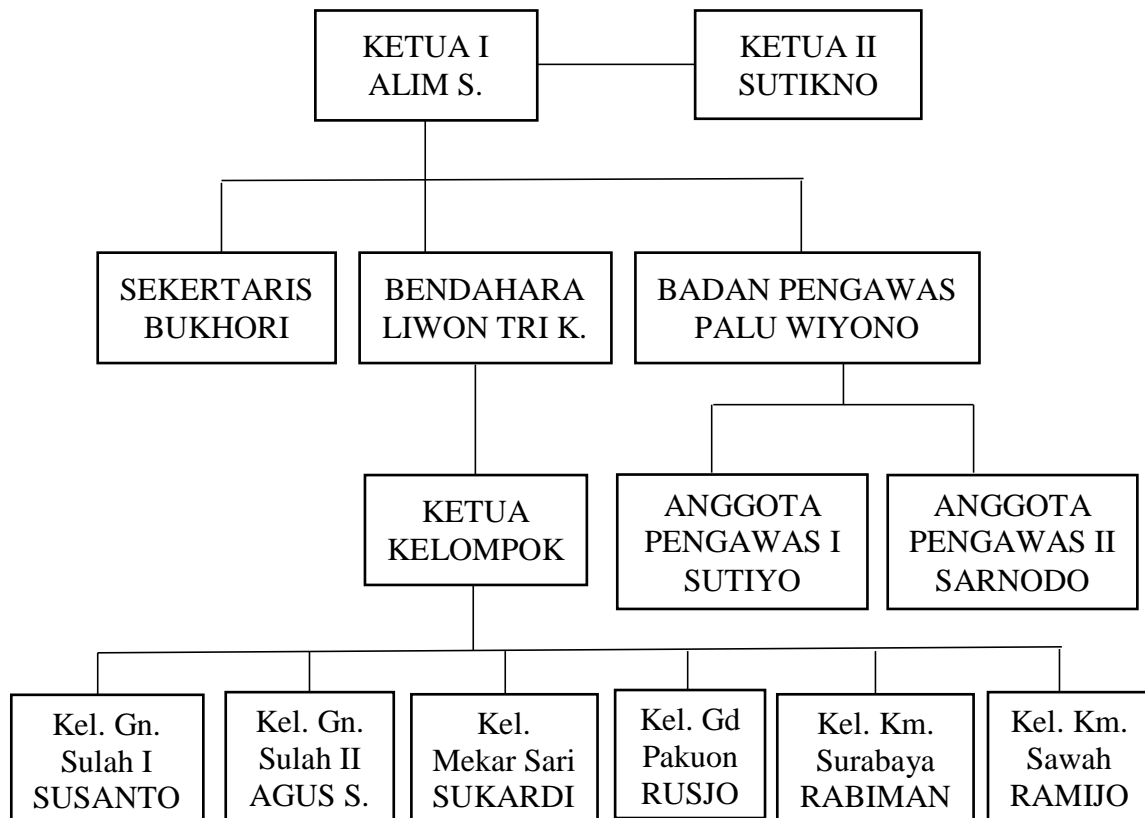 KETUA I
ALIM S.
KETUA II
SUTIKNO
SEKERTARIS
BUKHORI
BENDAHARA
LIWON TRI K.
BADAN PENGAWAS
PALU WIYONO
KETUA
KELOMPOK
ANGGOTA
PENGAWAS I
SUTIYO
ANGGOTA
PENGAWAS II
SARNODO
Kel. Gn.
Sulah I
SUSANTO
Kel. Gn.
Sulah II
AGUS S.
Kel.
Mekar Sari
SUKARDI
Kel. Gd
Pakuon
RUSJO
Kel. Km.
Surabaya
RABIMAN
Kel. Km.
Sawah
RAMIJO